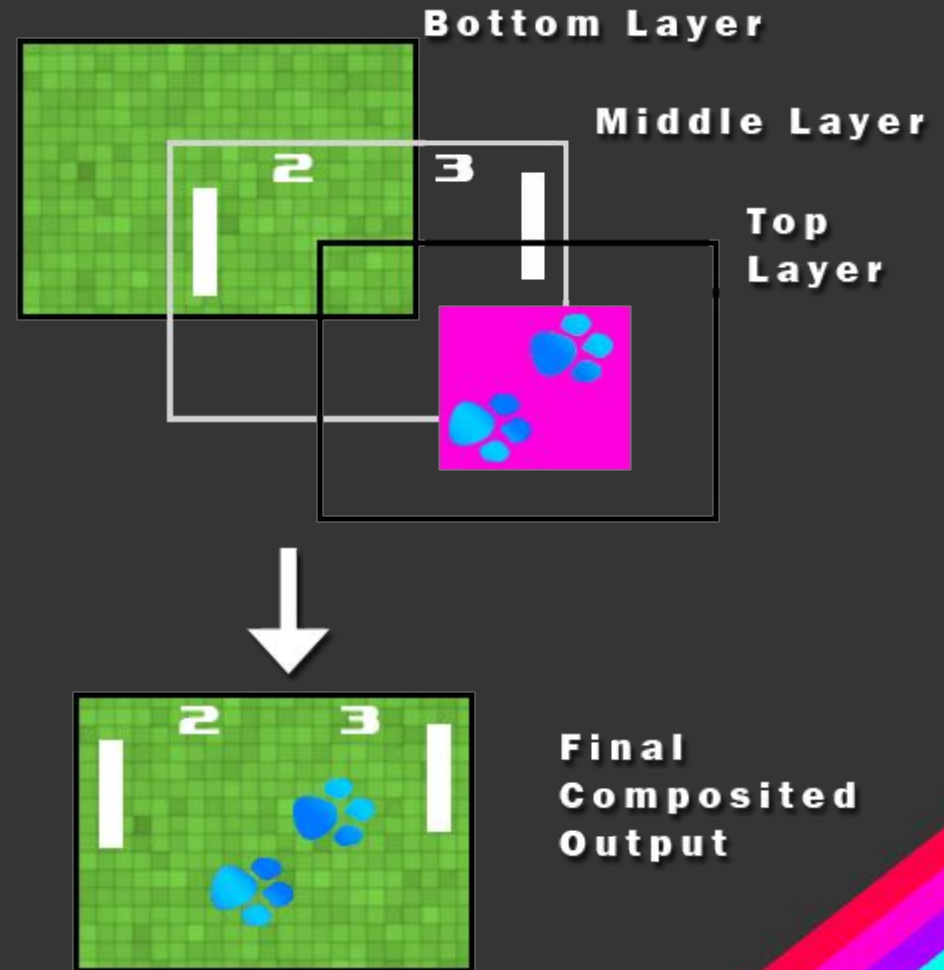 Bottom Layer
Middle Layer
2 3
Top
Layer
2 3
Final
Composited
Output